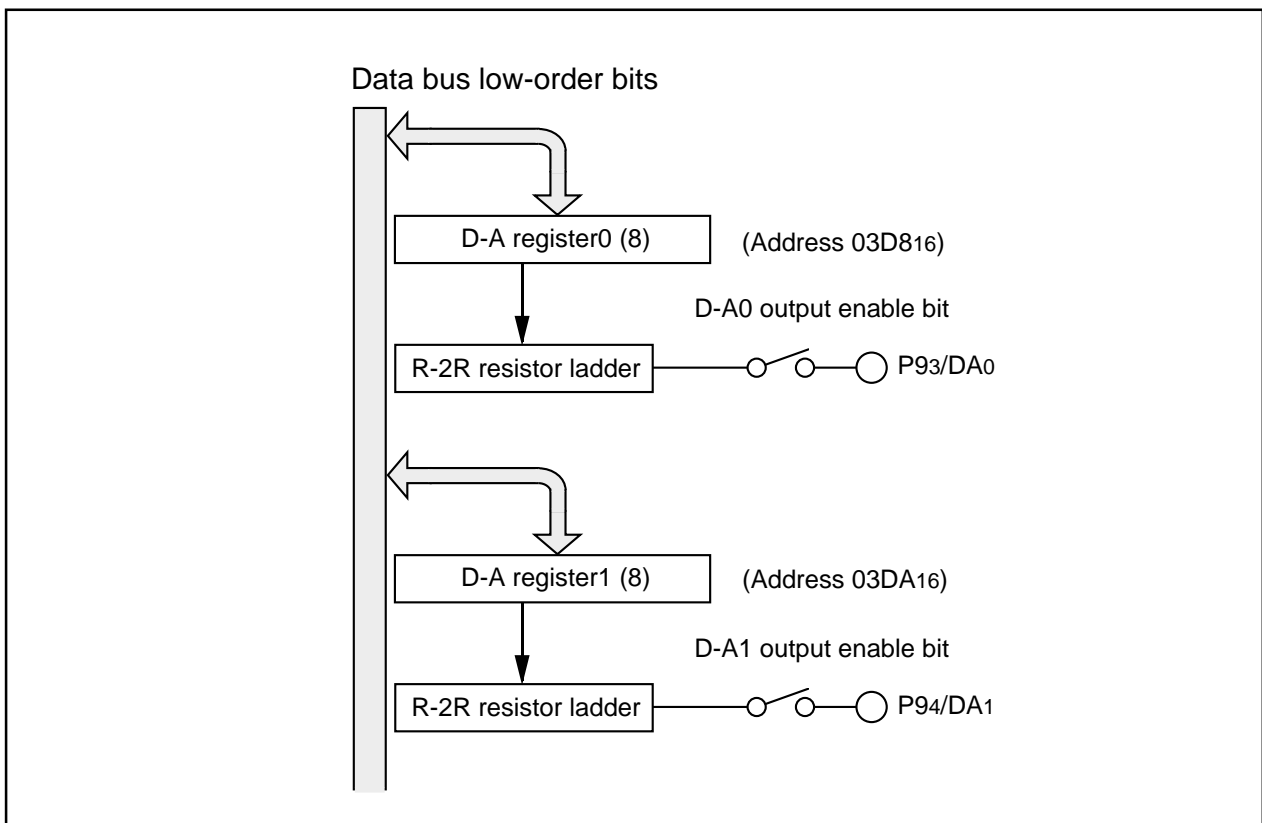 Data bus low-order bits
D-A register0 (8)
(Address 03D816)
D-A0 output enable bit
R-2R resistor ladder
P93/DA0
D-A register1 (8)
(Address 03DA16)
D-A1 output enable bit
R-2R resistor ladder
P94/DA1